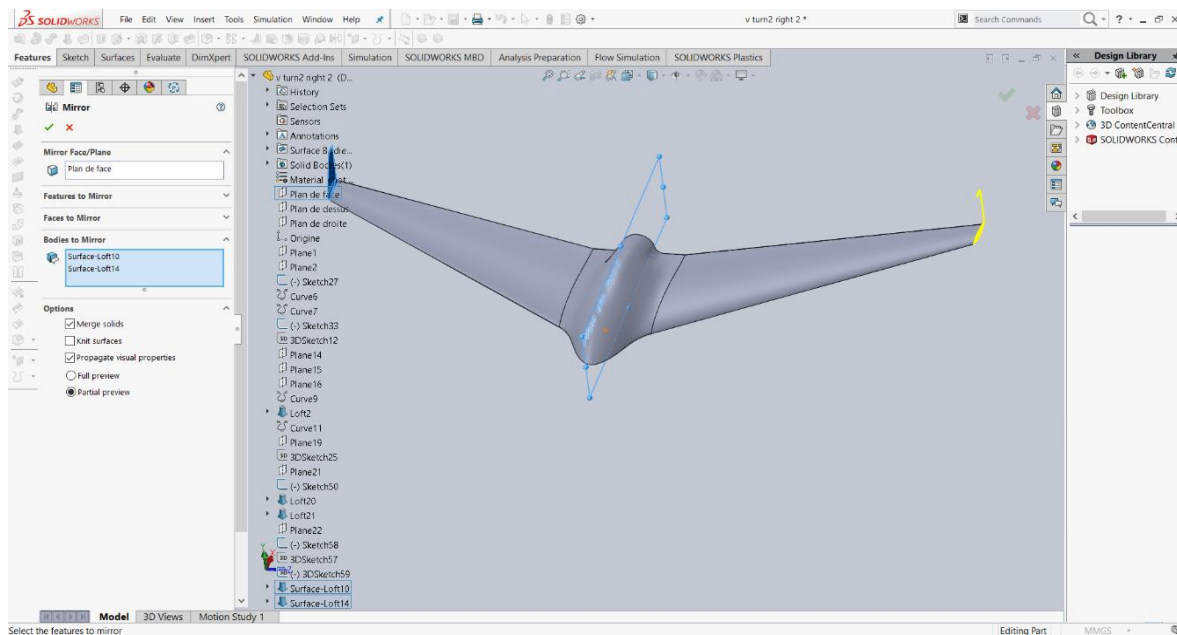 SOLIDWORKS File Edit View Insert Tools Simulation Window Help v turn2 right 2 * Search Commands
Features Sketch Surfaces Evaluate DimXpert SOLIDWORKS Add-Ins Simulation SOLIDWORKS MBD Analysis Preparation Flow Simulation SOLIDWORKS Plastics
Mirror
Mirror Face/Plane
Plan de face
Features to Mirror
Faces to Mirror
Bodies to Mirror
Surface-Loft10
Surface-Loft14
Options
Merge solids
Knit surfaces
Propagate visual properties
Full preview
Partial preview
v turn2 right 2 (D...
History
Selection Sets
Sensors
Annotations
Surface Bodie...
Solid Bodies(1)
Material
Plan de face
Plan de dessus
Plan de droite
Origine
Plane1
Plane2
(-) Sketch27
Curve6
Curve7
(-) Sketch33
3DSketch12
Plane14
Plane15
Plane16
Curve9
Loft2
Curve11
Plane19
3DSketch25
Plane21
(-) Sketch50
Loft20
Loft21
Plane22
(-) Sketch58
3DSketch57
(-) 3DSketch59
Surface-Loft10
Surface-Loft14
Design Library
Design Library
Toolbox
3D ContentCentral
SOLIDWORKS Cont
Model 3D Views Motion Study 1
Select the features to mirror Editing Part MMGS